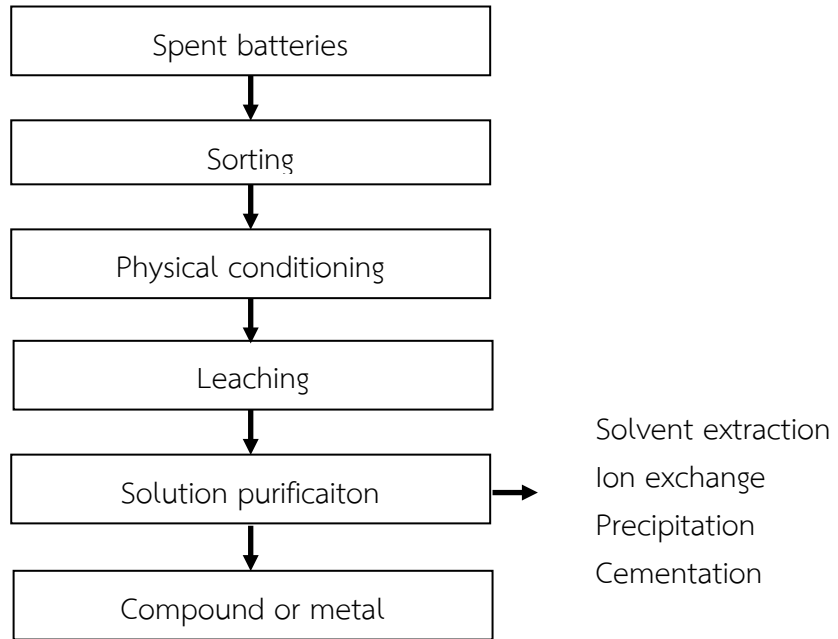 Spent batteries
Sorting
Physical conditioning
Leaching
Solution purificaiton
Compound or metal
Solvent extraction
Ion exchange
Precipitation
Cementation